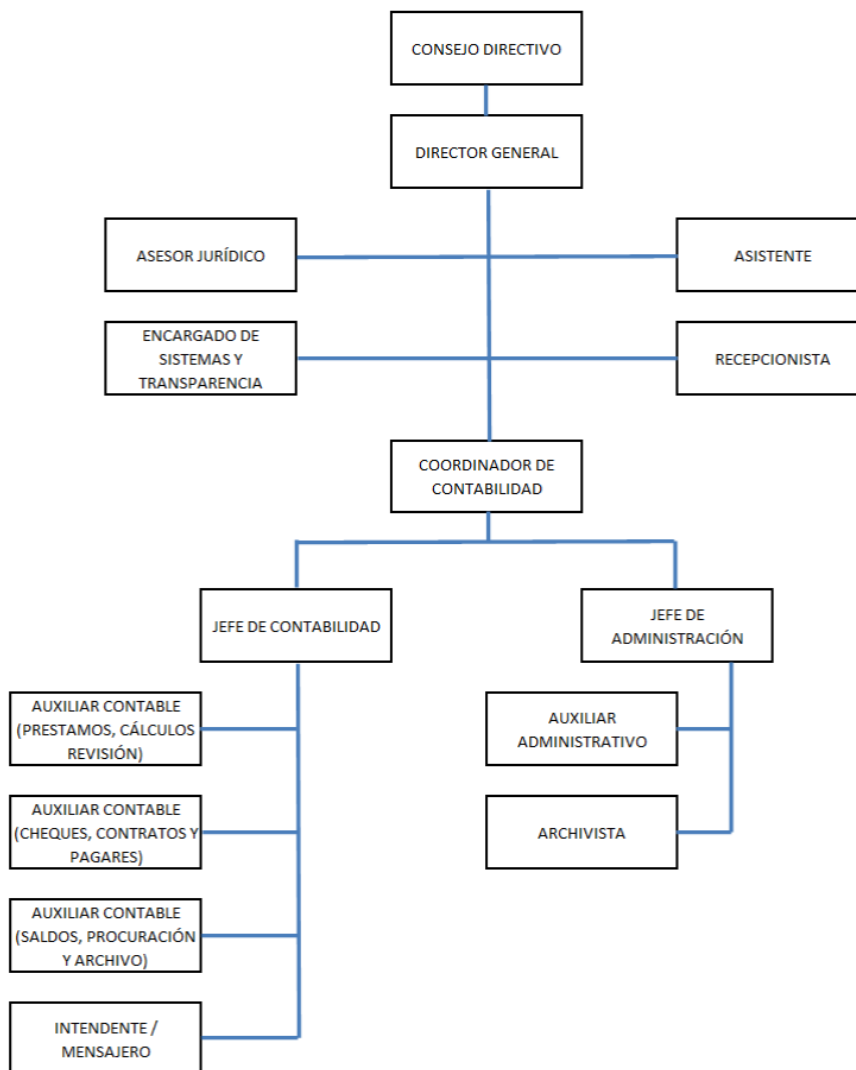 CONSEJO DIRECTIVO
DIRECTOR GENERAL
ASESOR JURÍDICO
ASISTENTE
ENCARGADO DE
SISTEMAS Y
TRANSPARENCIA
RECEPCIONISTA
COORDINADOR DE
CONTABILIDAD
JEFE DE CONTABILIDAD
JEFE DE
ADMINISTRACIÓN
AUXILIAR CONTABLE
(PRESTAMOS, CÁLCULOS
REVISIÓN)
AUXILIAR
ADMINISTRATIVO
AUXILIAR CONTABLE
(CHEQUES, CONTRATOS Y
PAGARES)
ARCHIVISTA
AUXILIAR CONTABLE
(SALDOS, PROCURACIÓN
Y ARCHIVO)
INTENDENTE /
MENSAJERO